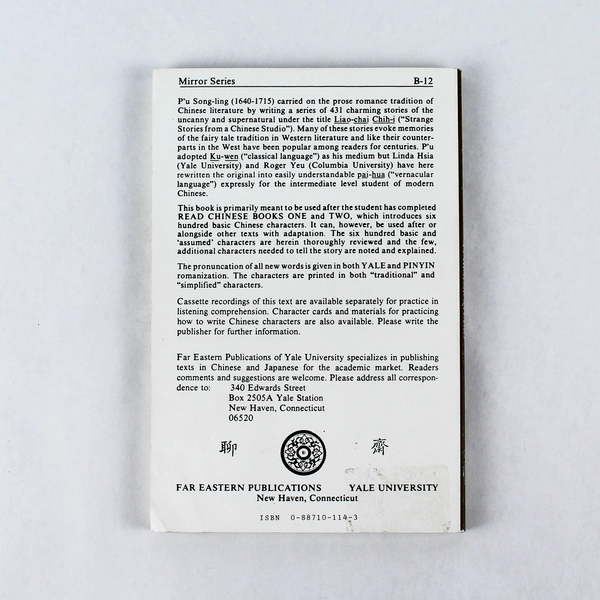 Mirror Series B-12
P'u Song-ling (1640-1715) carried on the prose romance tradition of
Chinese literature by writing a series of 431 charming stories of the
uncanny and supernatural under the title Liao-chai Chih-i ("Strange
Stories from a Chinese Studio"). Many of these stories evoke memories
of the fairy tale tradition in Western literature and like their counter-
parts in the West have been popular among readers for centuries. P'u
adopted Ku-wen ("classical language") as his medium but Linda Hsia
(Yale University) and Roger Yeu (Columbia University) have here
rewritten the original into easily understandable pai-hua ("vernacular
language") expressly for the intermediate level student of modern
Chinese.
This book is primarily meant to be used after the student has completed
READ CHINESE BOOKS ONE and TWO, which introduces six
hundred basic Chinese characters. It can, however, be used after or
alongside other texts with adaptation. The six hundred basic and
'assumed' characters are herein thoroughly reviewed and the few,
additional characters needed to tell the story are noted and explained.
The pronuncation of all new words is given in both YALE and PINYIN
romanization. The characters are printed in both "traditional" and
"simplified" characters.
Cassette recordings of this text are available separately for practice in
listening comprehension. Character cards and materials for practicing
how to write Chinese characters are also available. Please write the
publisher for further information.
Far Eastern Publications of Yale University specializes in publishing
texts in Chinese and Japanese for the academic market. Readers
comments and suggestions are welcome. Please address all correspon-
dence to: 340 Edwards Street
Box 2505A Yale Station
New Haven, Connecticut
06520
聊 齋
FAR EASTERN PUBLICATIONS YALE UNIVERSITY
New Haven, Connecticut
ISBN 0-88710-114-3